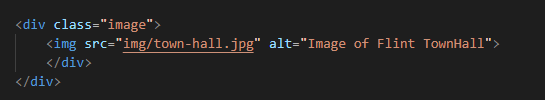 <div class="image">
<img src="img/town-hall.jpg" alt="Image of Flint TownHall">
</div>
</div>